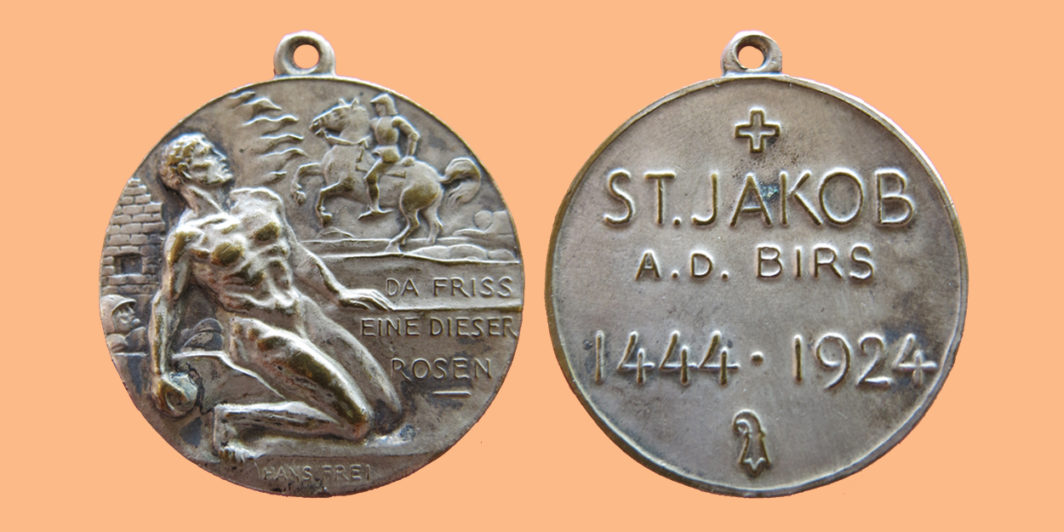 DA FRISS
EINE DIESER
ROSEN
HANS FREI
ST. JAKOB
A.D. BIRS
1444 · 1924